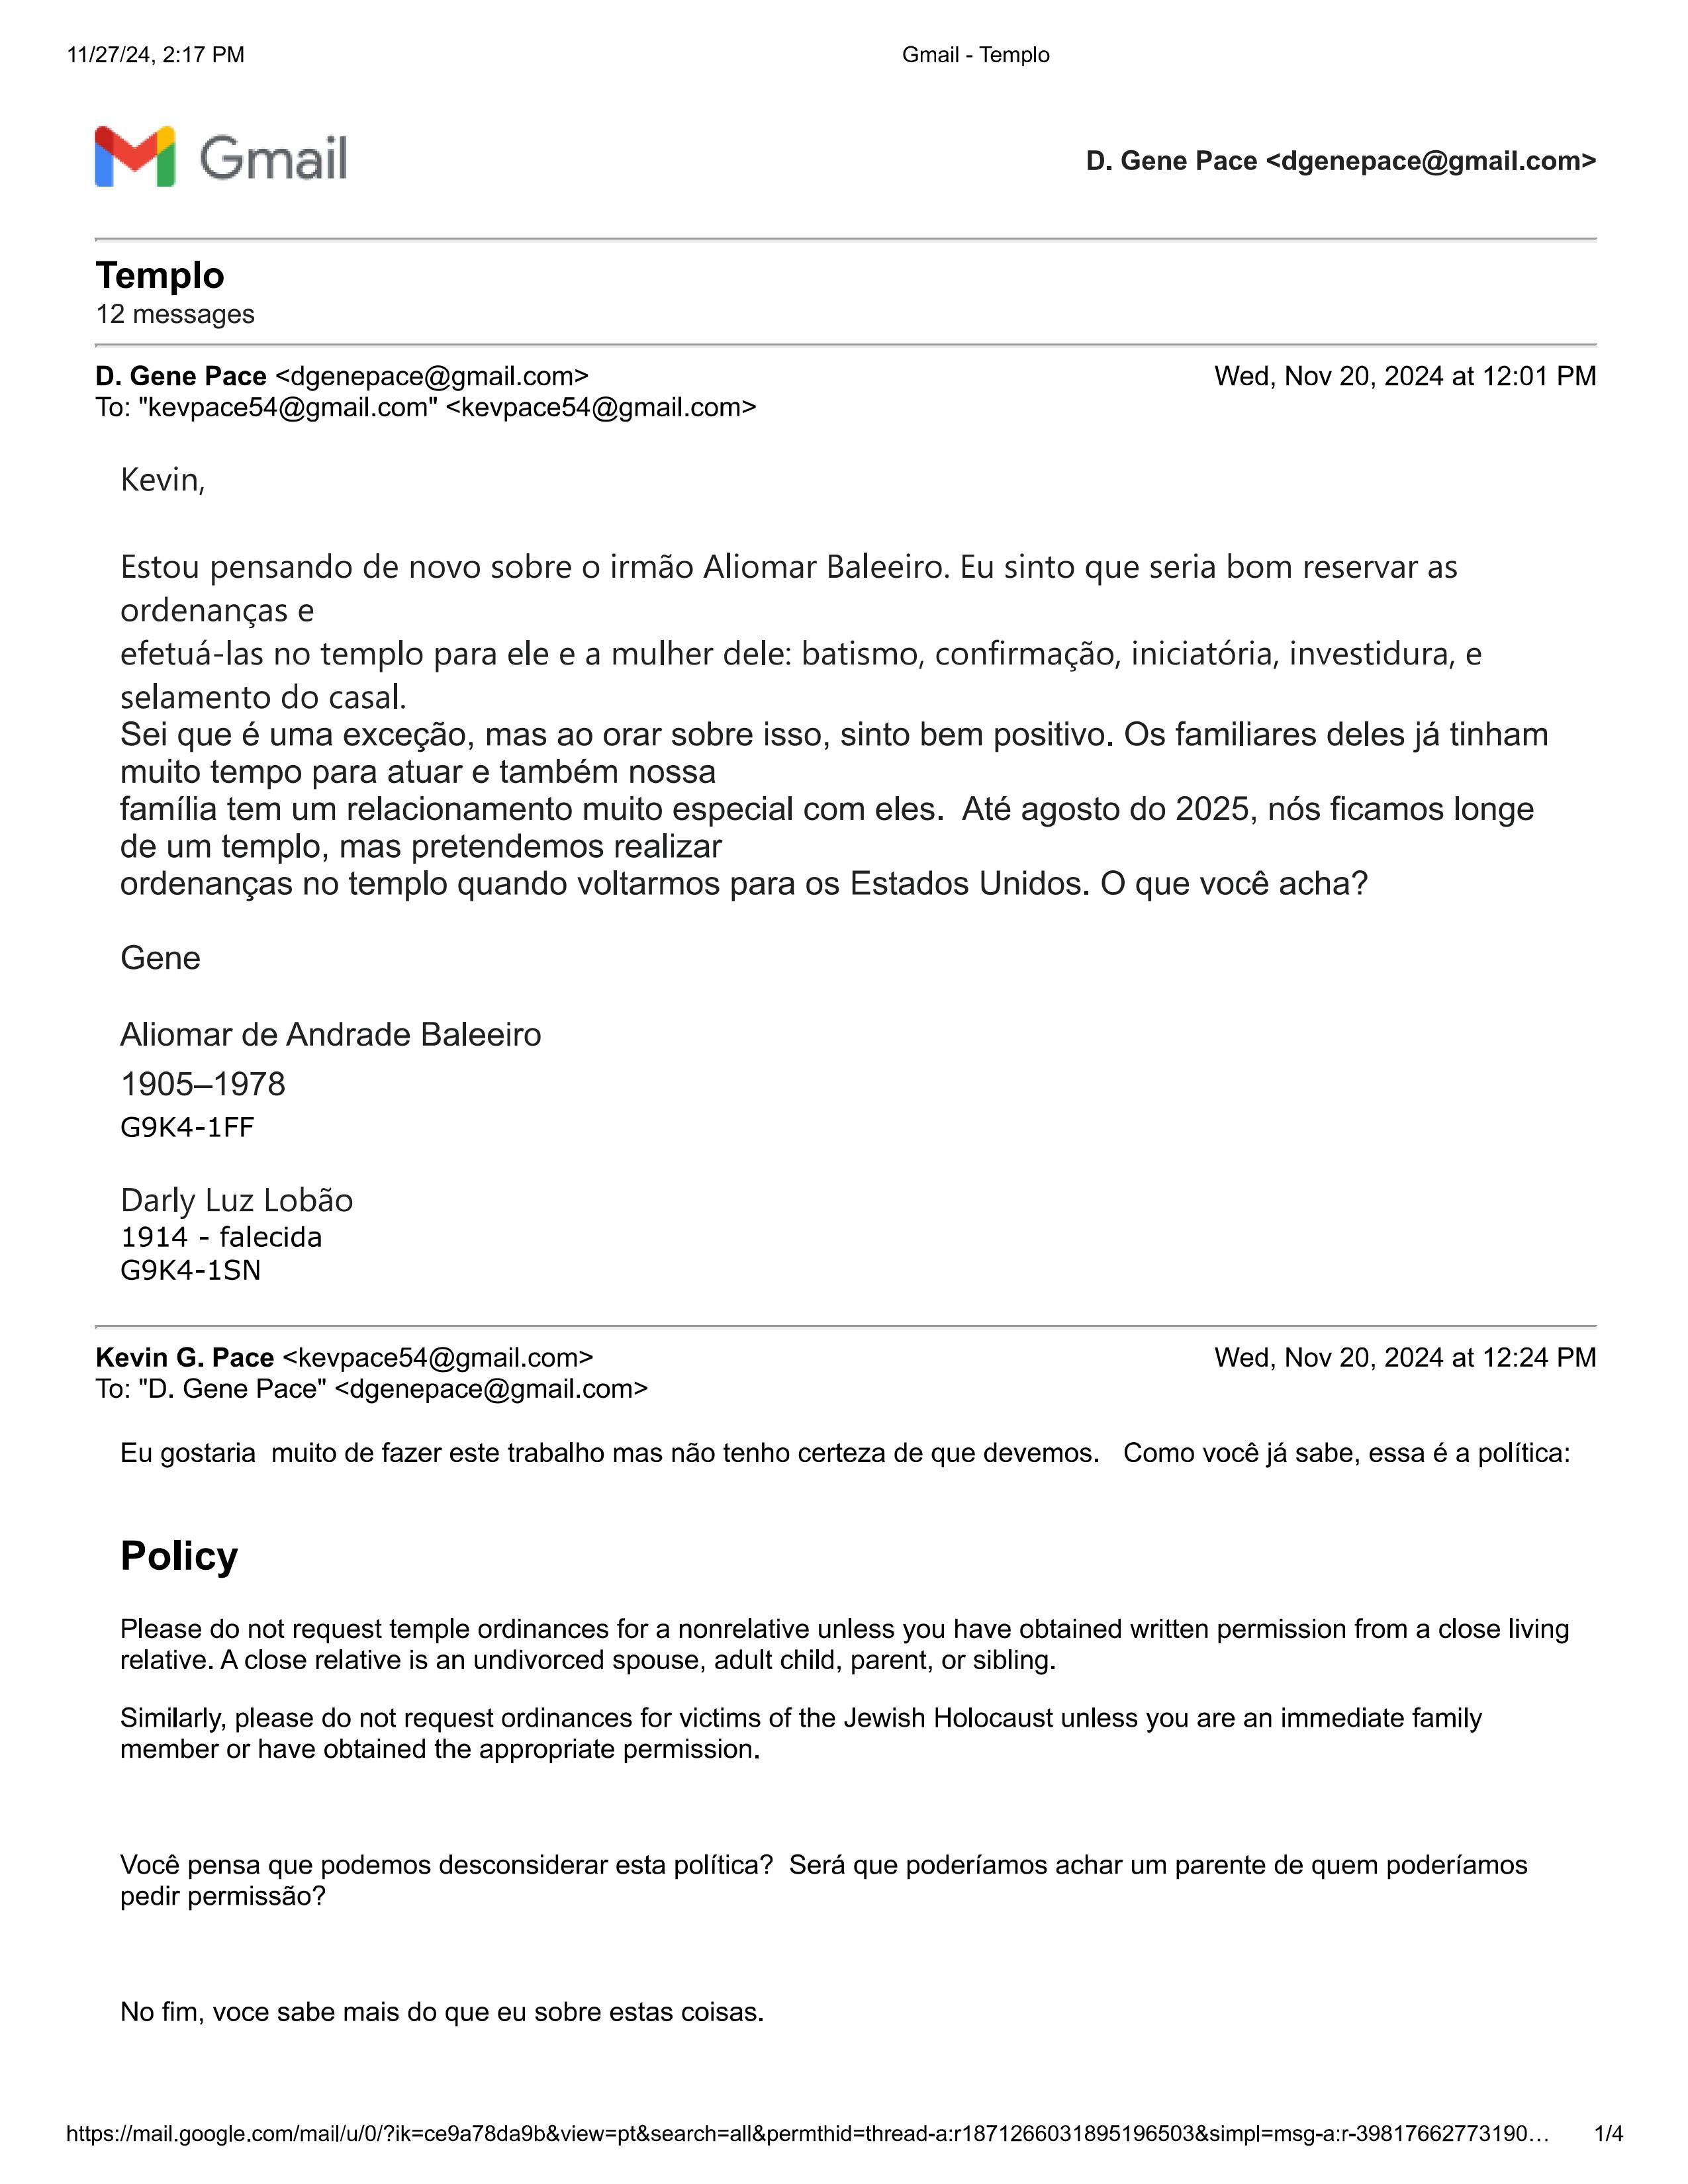 11/27/24, 2:17 PM
Gmail - Templo
Gmail
D. Gene Pace <dgenepace@gmail.com>
Templo
12 messages
D. Gene Pace <dgenepace@gmail.com>
Wed, Nov 20, 2024 at 12:01 PM
To: "kevpace54@gmail.com" <kevpace54@gmail.com>
Kevin,
Estou pensando de novo sobre o irmão Aliomar Baleeiro. Eu sinto que seria bom reservar as
ordenanças e
efetuá-las no templo para ele e a mulher dele: batismo, confirmação, iniciatória, investidura, e
selamento do casal.
Sei que é uma exceção, mas ao orar sobre isso, sinto bem positivo. Os familiares deles já tinham
muito tempo para atuar e também nossa
família tem um relacionamento muito especial com eles.  Até agosto do 2025, nós ficamos longe
de um templo, mas pretendemos realizar
ordenanças no templo quando voltarmos para os Estados Unidos. O que você acha?
Gene
Aliomar de Andrade Baleeiro
1905–1978
G9K4-1FF
Darly Luz Lobão
1914 - falecida
G9K4-1SN
Kevin G. Pace <kevpace54@gmail.com>
Wed, Nov 20, 2024 at 12:24 PM
To: "D. Gene Pace" <dgenepace@gmail.com>
Eu gostaria  muito de fazer este trabalho mas não tenho certeza de que devemos.   Como você já sabe, essa é a política:
Policy
Please do not request temple ordinances for a nonrelative unless you have obtained written permission from a close living
relative. A close relative is an undivorced spouse, adult child, parent, or sibling.
Similarly, please do not request ordinances for victims of the Jewish Holocaust unless you are an immediate family
member or have obtained the appropriate permission.
Você pensa que podemos desconsiderar esta política?  Será que poderíamos achar um parente de quem poderíamos
pedir permissão?
No fim, voce sabe mais do que eu sobre estas coisas.
https://mail.google.com/mail/u/0/?ik=ce9a78da9b&view=pt&search=all&permthid=thread-a:r1871266031895196503&simpl=msg-a:r-39817662773190…
1/4